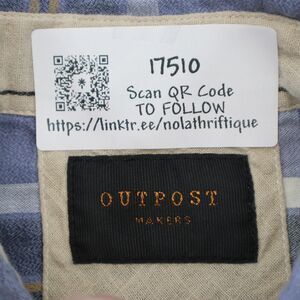 17510
Scan QR Code
TO FOLLOW
https://linktr.ee/nolathriftique
OUTPOST
MAKERS